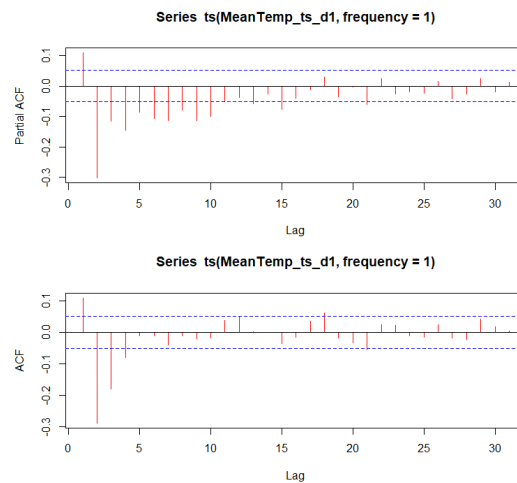 Series ts(MeanTemp_ts_d1, frequency = 1)
Partial ACF
0.1
0.0
-0.1
-0.2
-0.3
0 5 10 15 20 25 30
Lag
Series ts(MeanTemp_ts_d1, frequency = 1)
ACF
0.1
0.0
-0.1
-0.2
-0.3
0 5 10 15 20 25 30
Lag